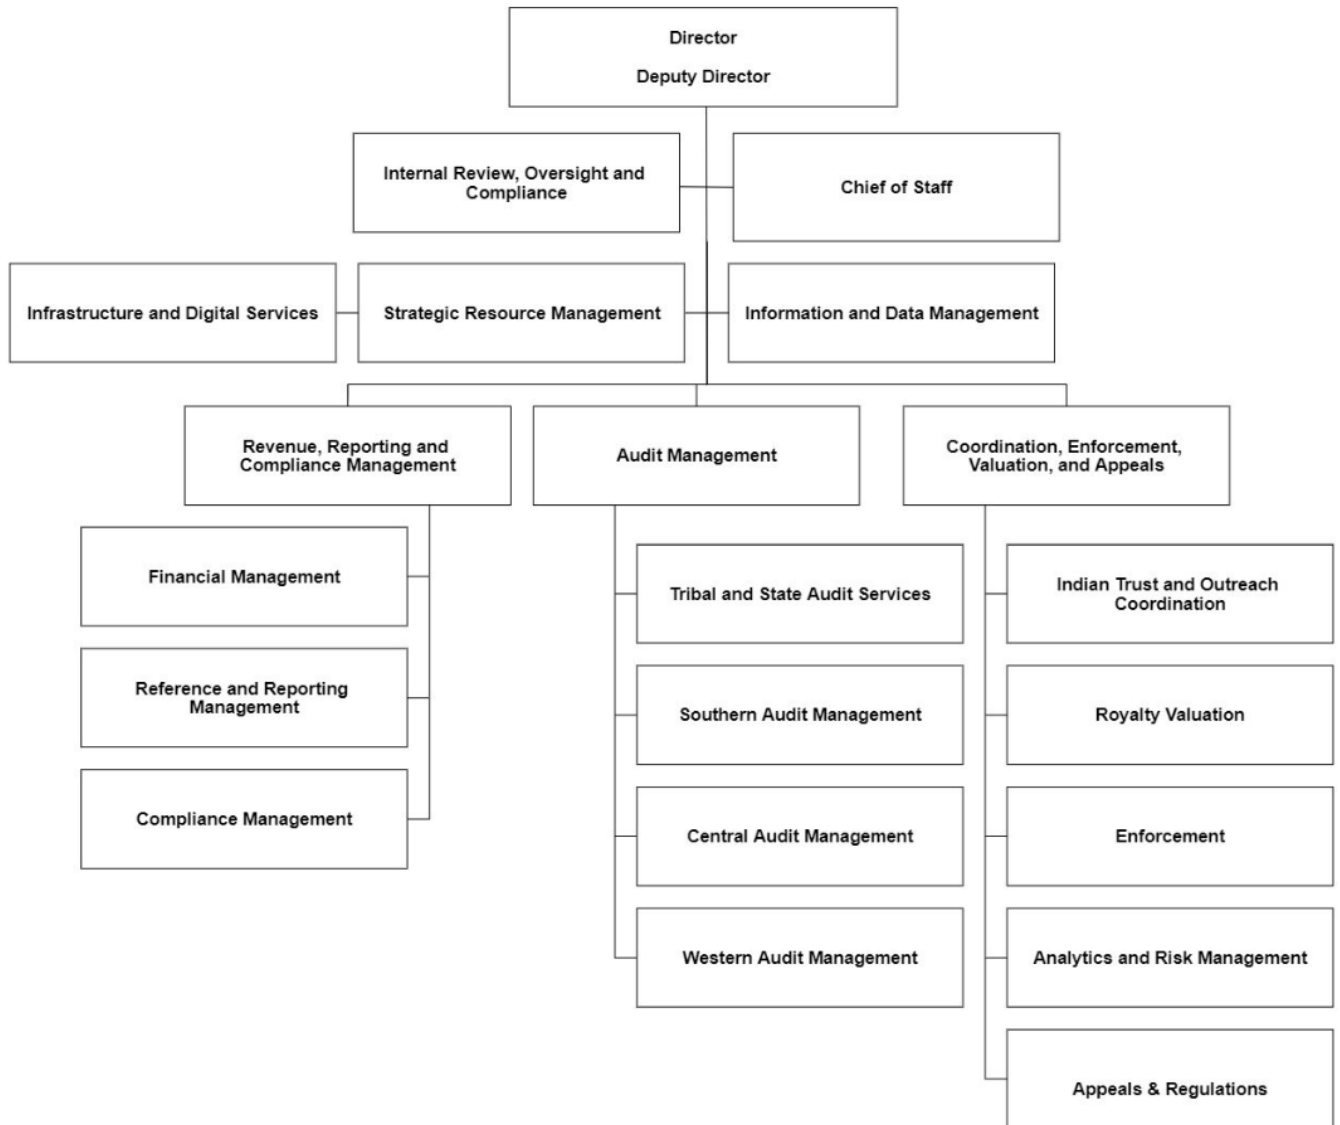 Director
Deputy Director
Internal Review, Oversight and
Compliance
Chief of Staff
Infrastructure and Digital Services
Strategic Resource Management
Information and Data Management
Revenue, Reporting and
Compliance Management
Audit Management
Coordination, Enforcement,
Valuation, and Appeals
Financial Management
Reference and Reporting
Management
Compliance Management
Tribal and State Audit Services
Southern Audit Management
Central Audit Management
Western Audit Management
Indian Trust and Outreach
Coordination
Royalty Valuation
Enforcement
Analytics and Risk Management
Appeals & Regulations